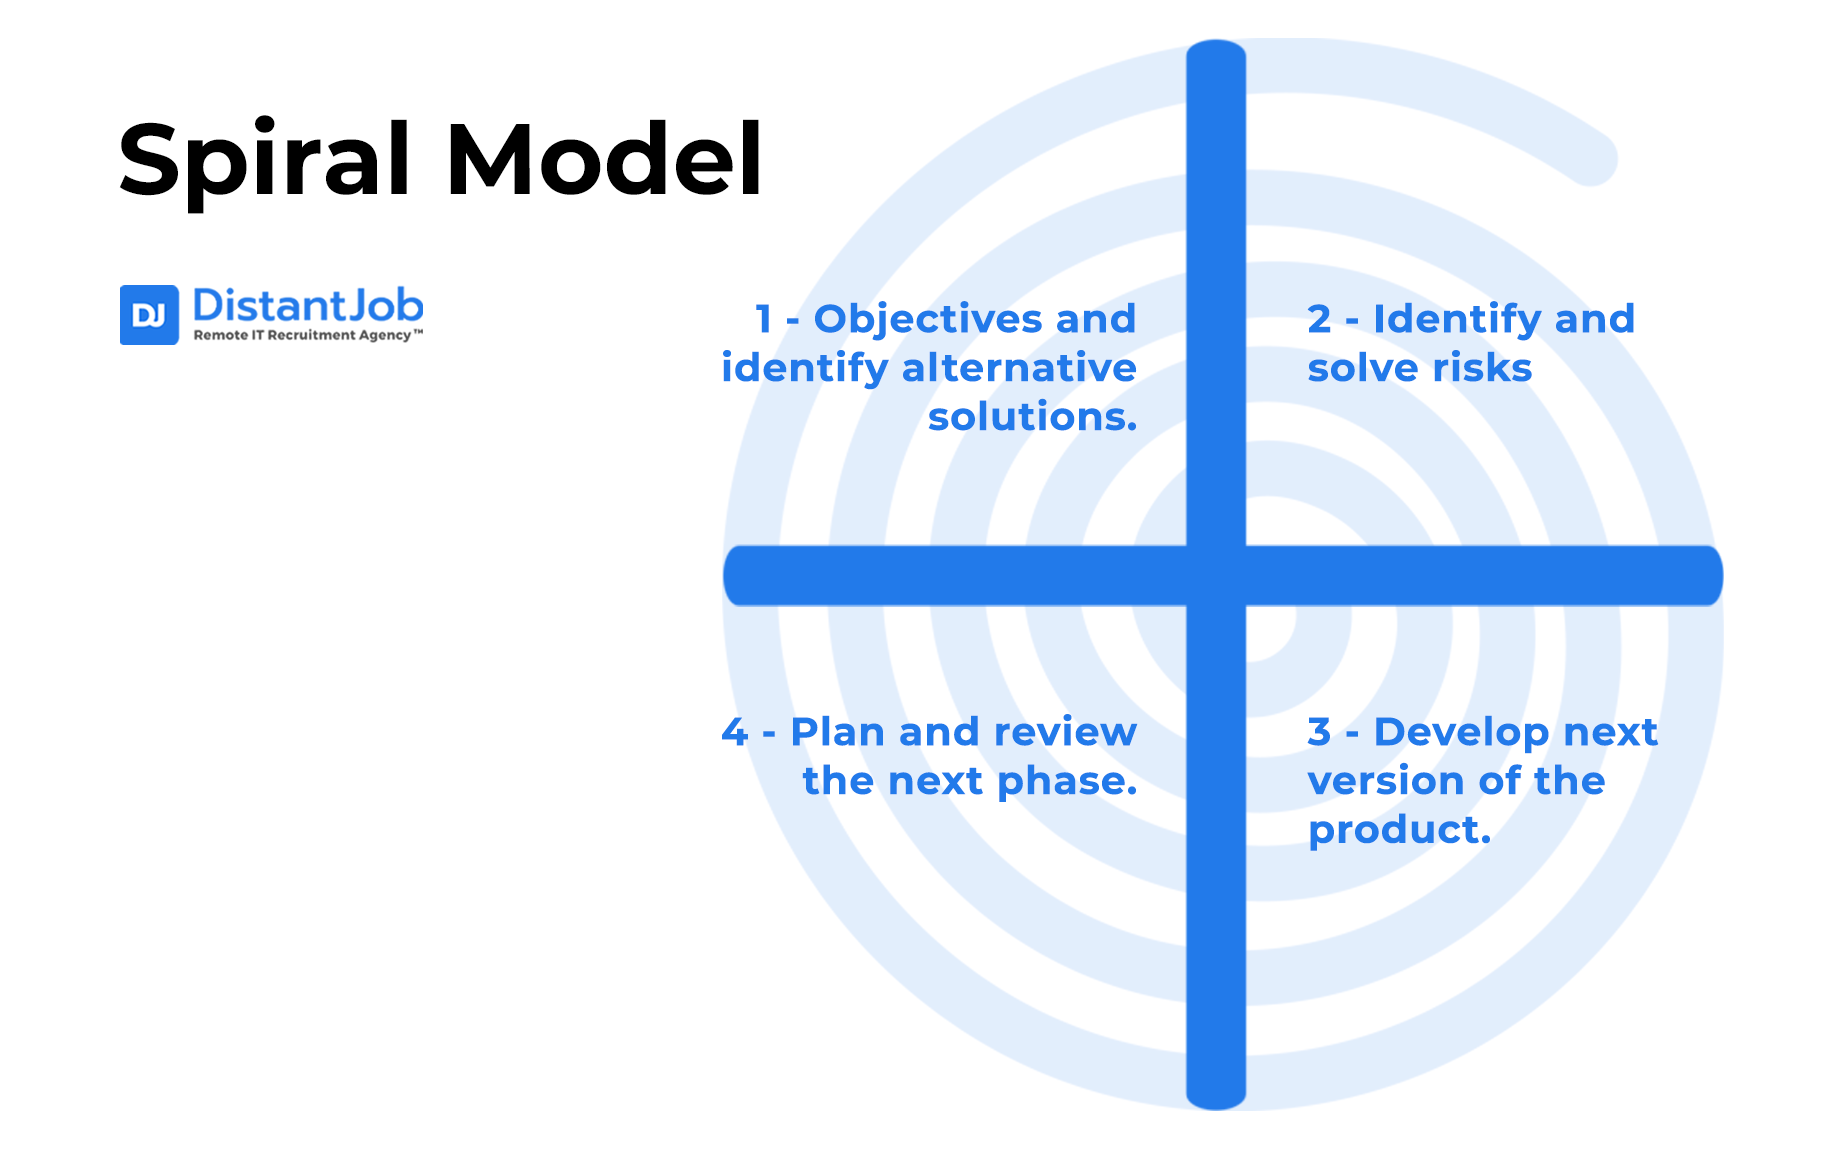 Spiral Model
DJ
DistantJob
Remote IT Recruitment Agency™
1 - Objectives and
identify alternative
solutions.
2 - Identify and
solve risks
4 - Plan and review
the next phase.
3 - Develop next
version of the
product.